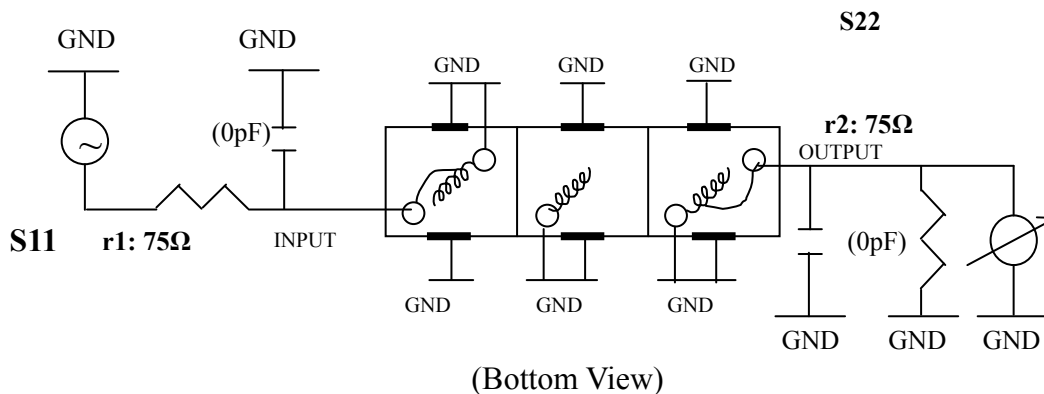 S22
GND
GND
GND
GND
GND
(0pF)
r2: 75Ω
OUTPUT
S11
r1: 75Ω
INPUT
(0pF)
GND
GND
GND
GND
GND
GND
(Bottom View)